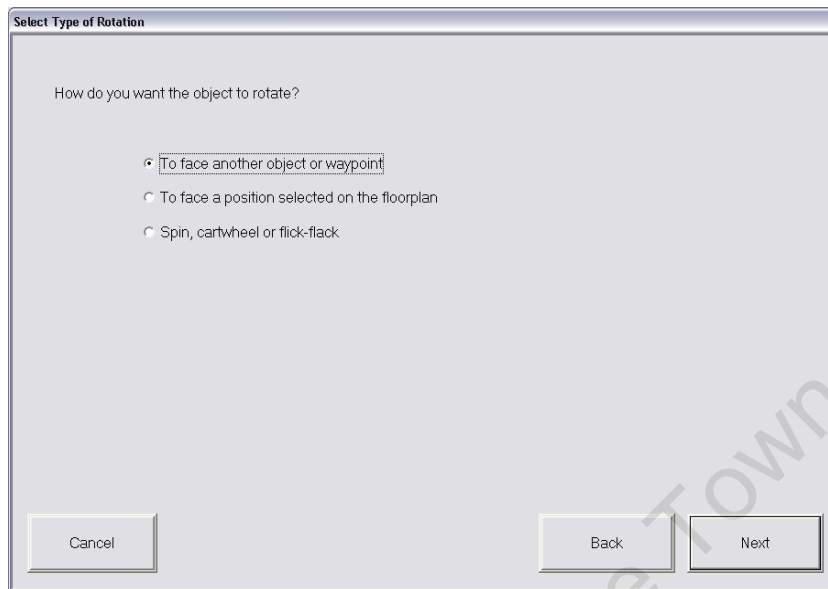 Select Type of Rotation
How do you want the object to rotate?
To face another object or waypoint
To face a position selected on the floorplan
Spin, cartwheel or flick-flack
Cancel
Back
Next
Town